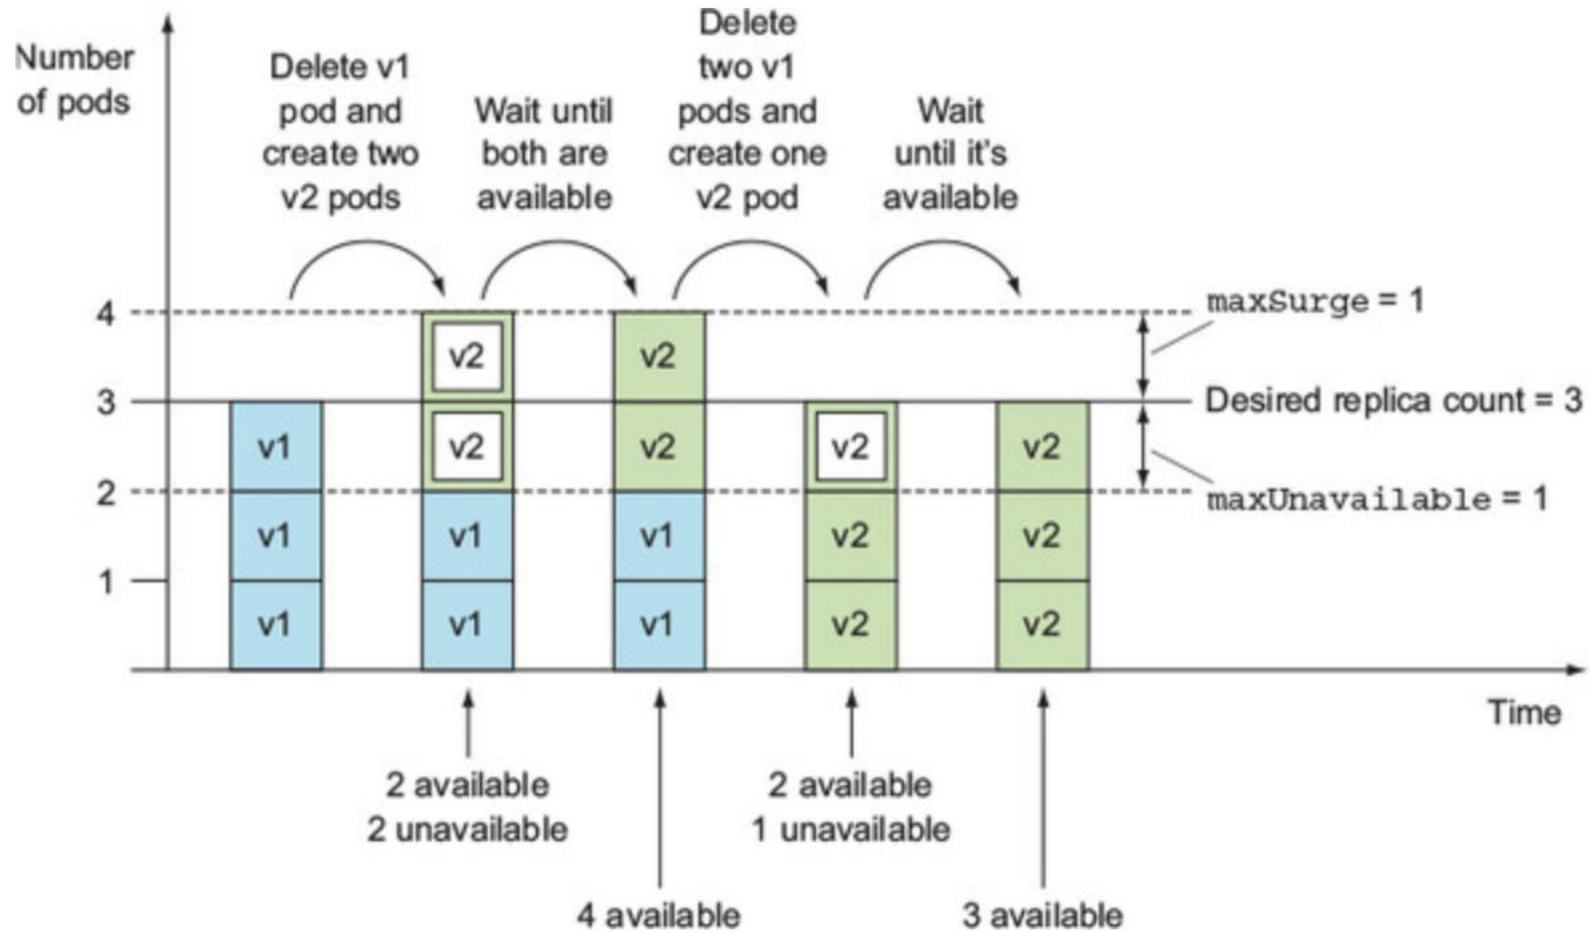 Number
of pods
Delete v1
pod and
create two
v2 pods
Wait until
both are
available
Delete
two v1
pods and
create one
v2 pod
Wait
until it's
available
4
3
2
1
v1
v1
v1
v2
v2
v1
v1
v2
v2
v1
v1
v2
v2
v2
v2
v2
v2
maxSurge = 1
Desired replica count = 3
maxUnavailable = 1
Time
2 available
2 unavailable
4 available
2 available
1 unavailable
3 available